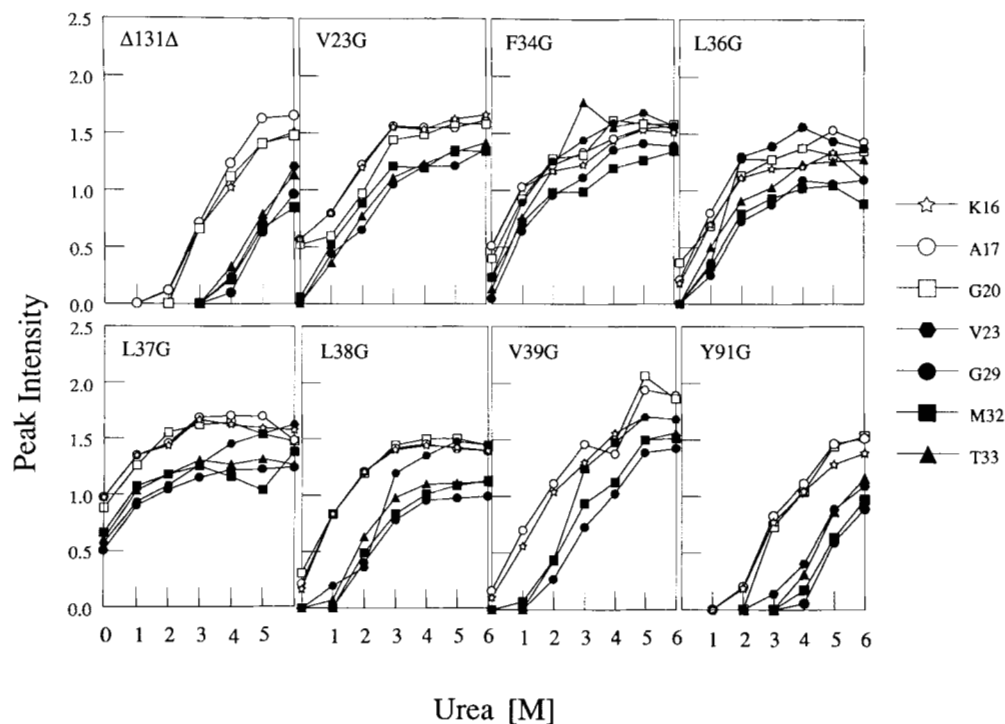 Δ131Δ V23G F34G L36G
2.5
2.0
1.5
1.0
0.5
0.0
K16
A17
G20
V23
G29
M32
T33
L37G L38G V39G Y91G
2.5
2.0
1.5
1.0
0.5
0.0
0 1 2 3 4 5 1 2 3 4 5 6 1 2 3 4 5 6 1 2 3 4 5 6
Peak Intensity
Urea [M]